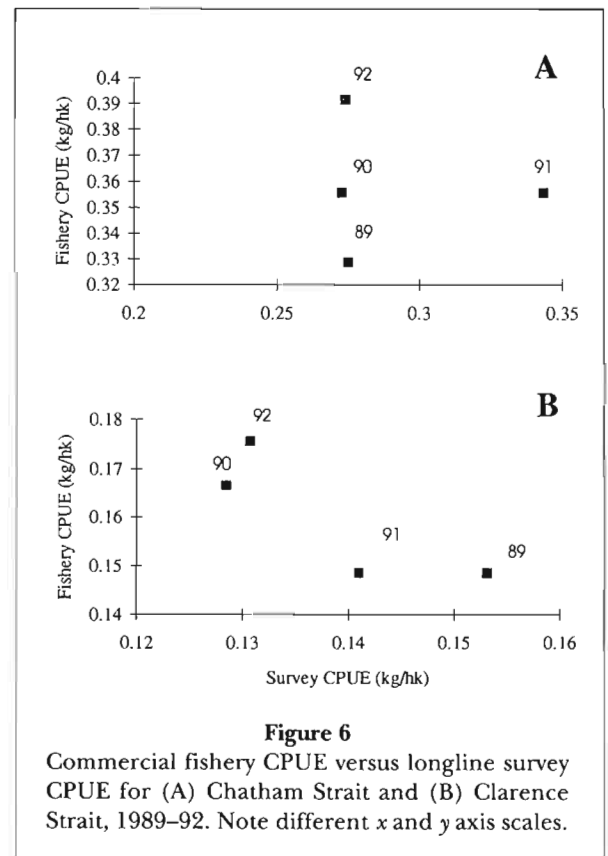 A
Fishery CPUE (kg/hk)
0.4
0.39
0.38
0.37
0.36
0.35
0.34
0.33
0.32
92
90
91
89
0.2 0.25 0.3 0.35
B
Fishery CPUE (kg/hk)
0.18
0.17
0.16
0.15
0.14
92
90
91
89
0.12 0.13 0.14 0.15 0.16
Survey CPUE (kg/hk)
Figure 6
Commercial fishery CPUE versus longline survey
CPUE for (A) Chatham Strait and (B) Clarence
Strait, 1989–92. Note different x and y axis scales.